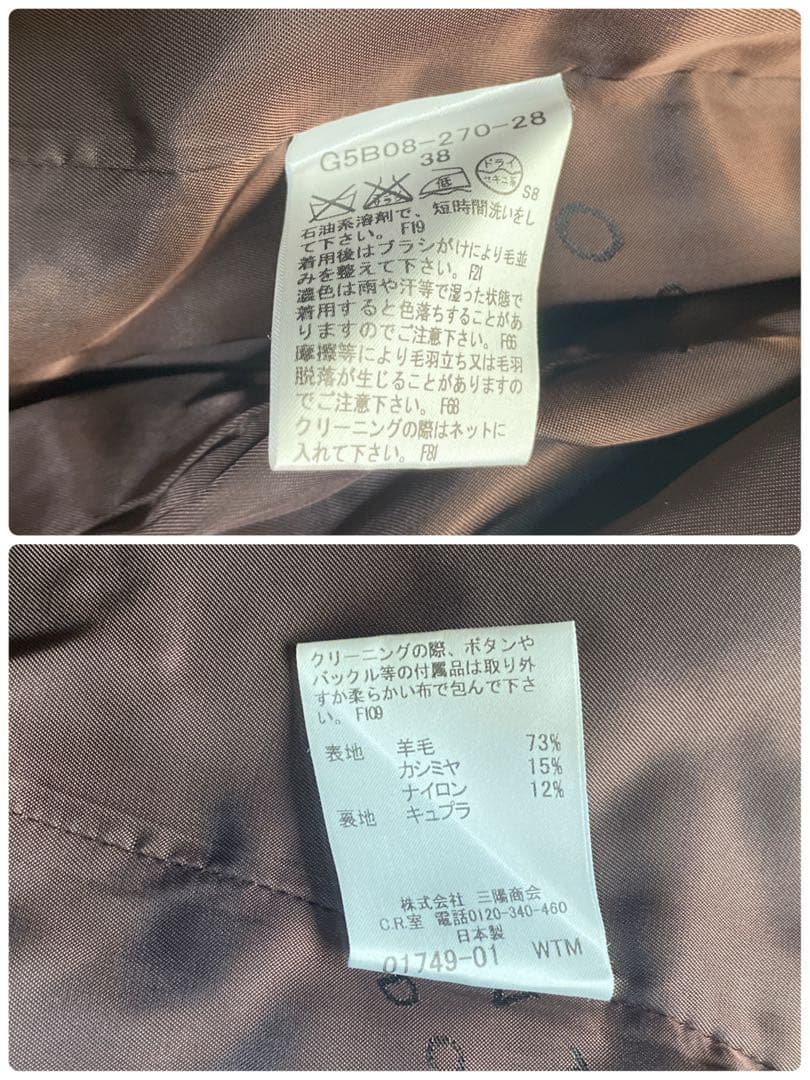 G5B08-270-28
38
ドライ
セキユ系
エンソ
サラシ
低
S8
石油系溶剤で、短時間洗いをし
て下さい。 F19
着用後はブラシがけにより毛並
みを整えて下さい。 F21
濃色は雨や汗等で湿った状態で
着用すると色落ちすることがあ
りますのでご注意下さい。 F66
摩擦等により毛羽立ち又は毛羽
脱落が生じることがありますの
でご注意下さい。 F68
クリーニングの際はネットに
入れて下さい。 F81
クリーニングの際、ボタンや
バックル等の付属品は取り外
すか柔らかい布で包んで下さ
い。 F109
表地 羊毛 73%
カシミヤ 15%
ナイロン 12%
裏地 キュプラ
株式会社 三陽商会
C.R.室 電話0120-340-460
日本製
01749-01 WTM